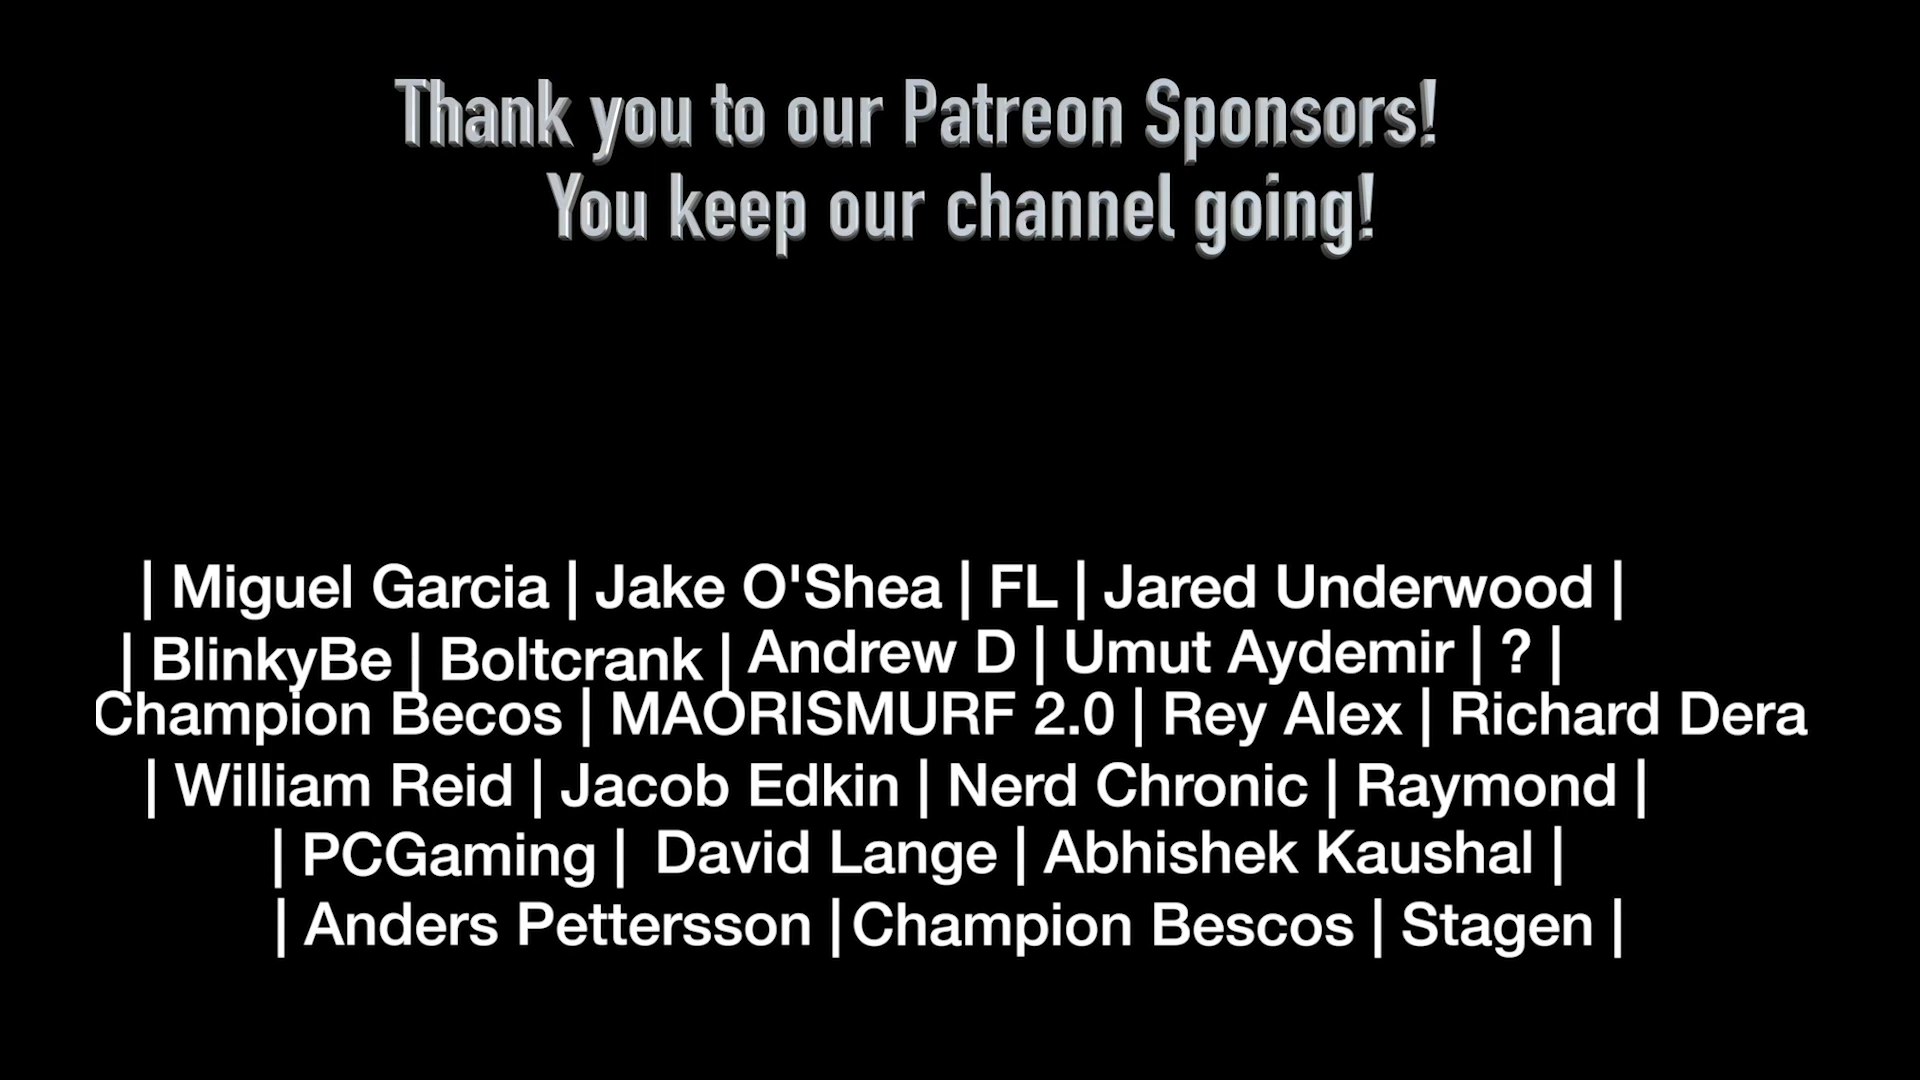 Thank you to our Patreon Sponsors!
You keep our channel going!
| Miguel Garcia | Jake O'Shea | FL | Jared Underwood |
| BlinkyBe | Boltcrank | Andrew D | Umut Aydemir | ? |
Champion Becos | MAORISMURF 2.0 | Rey Alex | Richard Dera
| William Reid | Jacob Edkin | Nerd Chronic | Raymond |
| PCGaming | David Lange | Abhishek Kaushal |
| Anders Pettersson | Champion Bescos | Stagen |